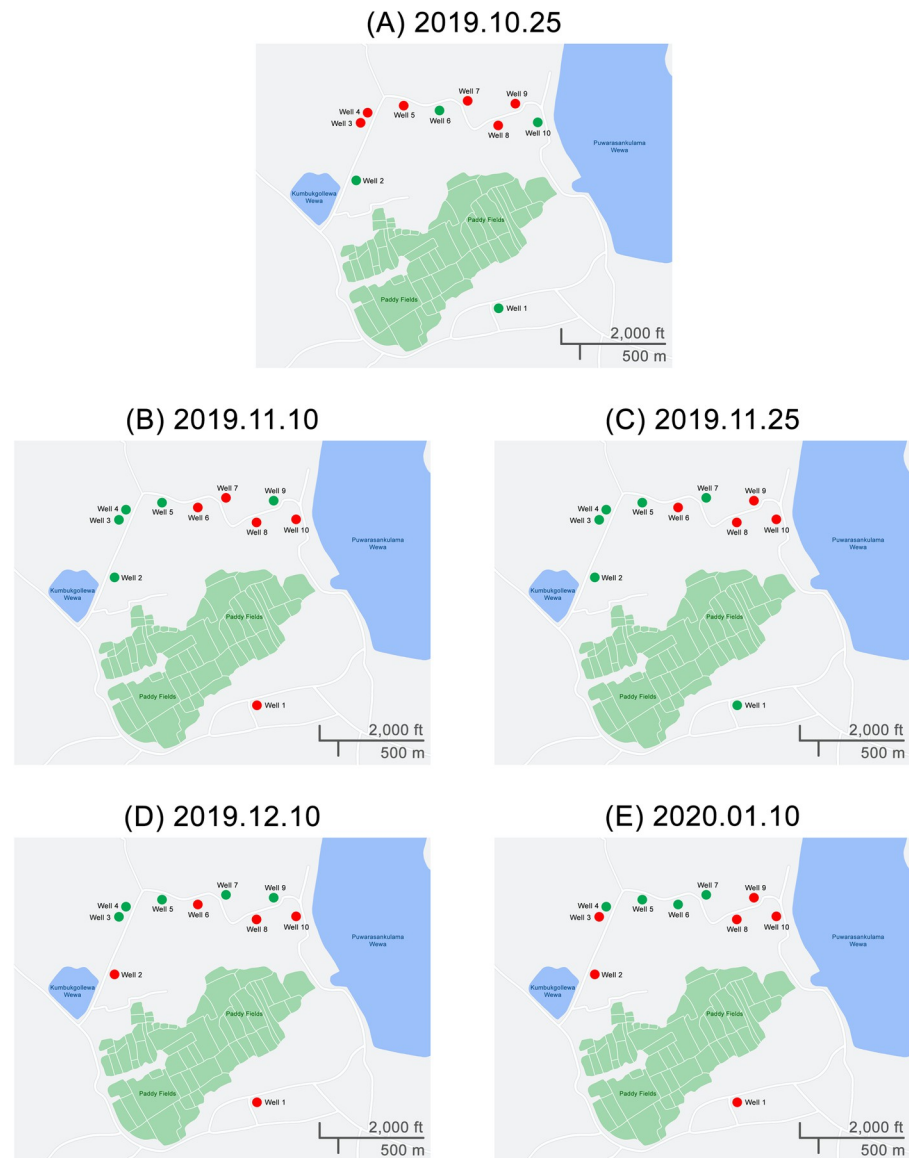 (A) 2019.10.25
Well 7
Well 9
Well 4
Well 3
Well 5
Well 6
Well 8
Well 10
Puwarasankulama
Wewa
Well 2
Kumbukgollewa
Wewa
Paddy Fields
Paddy Fields
Well 1
2,000 ft
500 m
(B) 2019.11.10
Well 7
Well 9
Well 4
Well 3
Well 5
Well 6
Well 8
Well 10
Puwarasankulama
Wewa
Well 2
Kumbukgollewa
Wewa
Paddy Fields
Paddy Fields
Well 1
2,000 ft
500 m
(C) 2019.11.25
Well 7
Well 9
Well 4
Well 3
Well 5
Well 6
Well 8
Well 10
Puwarasankulama
Wewa
Well 2
Kumbukgollewa
Wewa
Paddy Fields
Paddy Fields
Well 1
2,000 ft
500 m
(D) 2019.12.10
Well 7
Well 9
Well 4
Well 3
Well 5
Well 6
Well 8
Well 10
Puwarasankulama
Wewa
Well 2
Kumbukgollewa
Wewa
Paddy Fields
Paddy Fields
Well 1
2,000 ft
500 m
(E) 2020.01.10
Well 7
Well 9
Well 4
Well 3
Well 5
Well 6
Well 8
Well 10
Puwarasankulama
Wewa
Well 2
Kumbukgollewa
Wewa
Paddy Fields
Paddy Fields
Well 1
2,000 ft
500 m